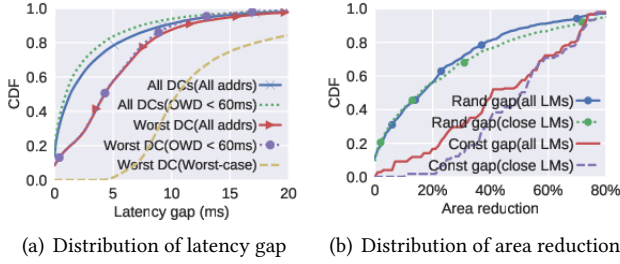 1.0
0.8
0.6
0.4
0.2
0.0
CDF
All DCs(All addrs)
All DCs(OWD < 60ms)
Worst DC(All addrs)
Worst DC(OWD < 60ms)
Worst DC(Worst-case)
0 5 10 15 20
Latency gap (ms)
(a) Distribution of latency gap
1.0
0.8
0.6
0.4
0.2
0.0
CDF
Rand gap(all LMs)
Rand gap(close LMs)
Const gap(all LMs)
Const gap(close LMs)
0 20% 40% 60% 80%
Area reduction
(b) Distribution of area reduction